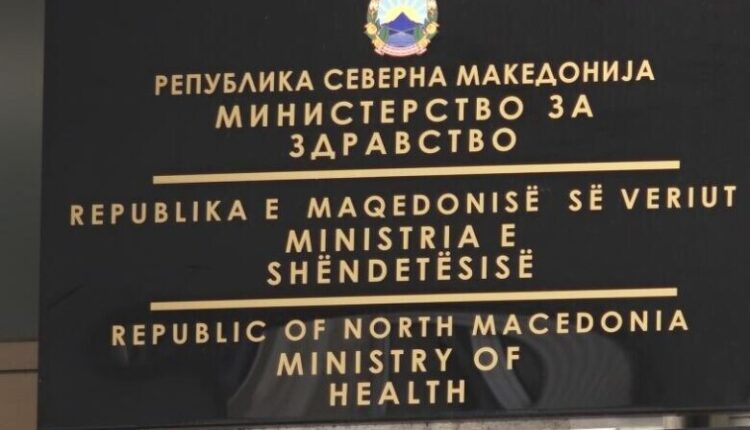 РЕПУБЛИКА СЕВЕРНА МАКЕДОНИЈА
МИНИСТЕРСТВО ЗА
ЗДРАВСТВО
REPUBLIKA E MAQEDONISË SË VERIUT
MINISTRIA E
SHËNDETËSISË
REPUBLIC OF NORTH MACEDONIA
MINISTRY OF
HEALTH